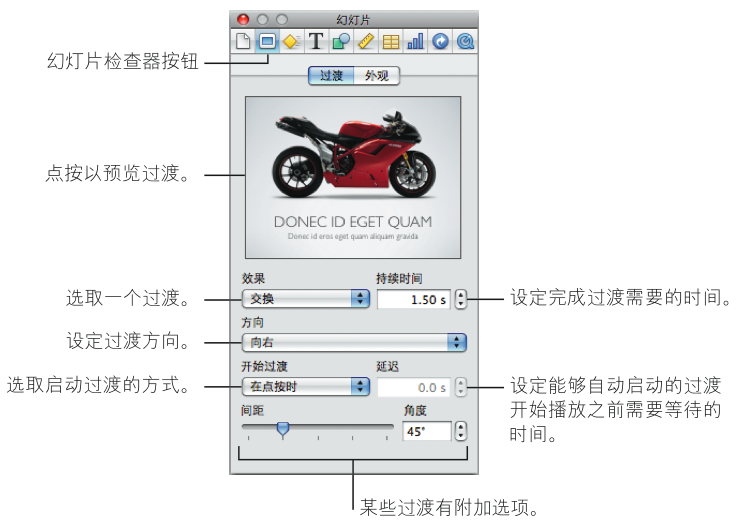 幻灯片
T
幻灯片检查器按钮
过渡 外观
点按以预览过渡。
DONEC ID EGET QUAM
Donec id eros eget quam aliquam gravida
效果 持续时间
选取一个过渡。
交换 1.50 s
设定完成过渡需要的时间。
方向
设定过渡方向。
向右
开始过渡 延迟
选取启动过渡的方式。
在点按时 0.0 s
设定能够自动启动的过渡
开始播放之前需要等待的
时间。
间距 角度
45°
某些过渡有附加选项。